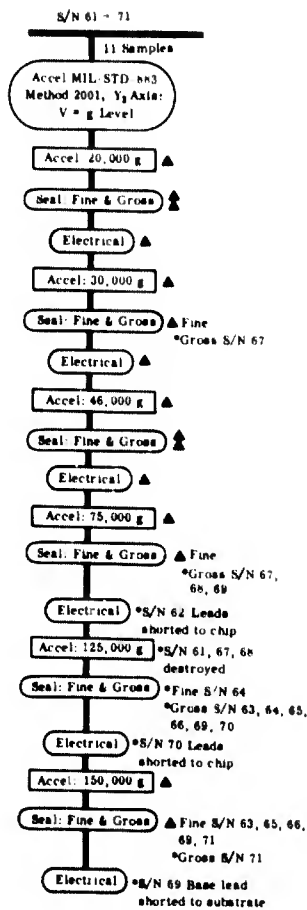 S/N 61 - 71
11 Samples
Accel MIL-STD-883
Method 2001, Y₁ Axis:
V = g Level
Accel: 20,000 g ▲
Seal: Fine & Gross ▲▲
Electrical ▲
Accel: 30,000 g ▲
Seal: Fine & Gross ▲ Fine
*Gross S/N 67
Electrical ▲
Accel: 46,000 g ▲
Seal: Fine & Gross ▲▲
Electrical ▲
Accel: 75,000 g ▲
Seal: Fine & Gross ▲ Fine
*Gross S/N 67,
68, 69
Electrical *S/N 62 Leads
shorted to chip
Accel: 125,000 g *S/N 61, 67, 68
destroyed
Seal: Fine & Gross *Fine S/N 64
*Gross S/N 63, 64, 65,
66, 69, 70
Electrical *S/N 70 Leads
shorted to chip
Accel: 150,000 g ▲
Seal: Fine & Gross ▲ Fine S/N 63, 65, 66,
69, 71
*Gross S/N 71
Electrical *S/N 69 Base lead
shorted to substrate